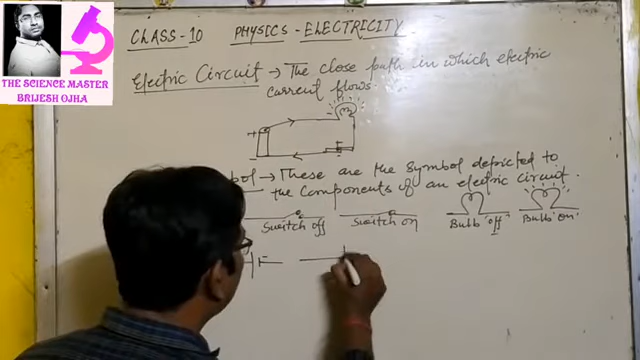 CLASS-10 PHYSICS-ELECTRICITY
Electric Circuit → The close path in which electric
current flows.
THE SCIENCE MASTER
BRIJESH OJHA
+
-
bol → These are the symbol depicted to
the components of an electric circuit.
Switch off Switch on Bulb 'off' Bulb 'on'